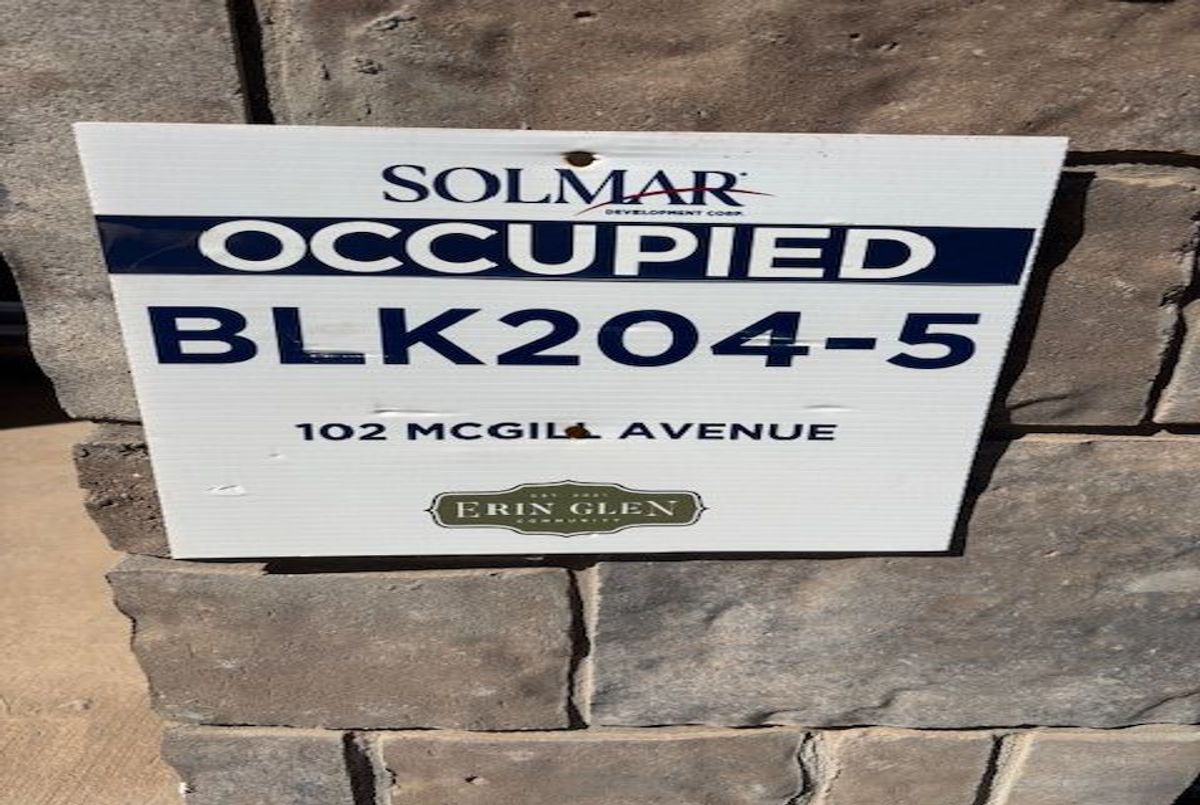 SOLMAR
DEVELOPMENT CORP.
OCCUPIED
BLK204-5
102 MCGILL AVENUE
EST. 2021
ERIN GLEN
COMMUNITY